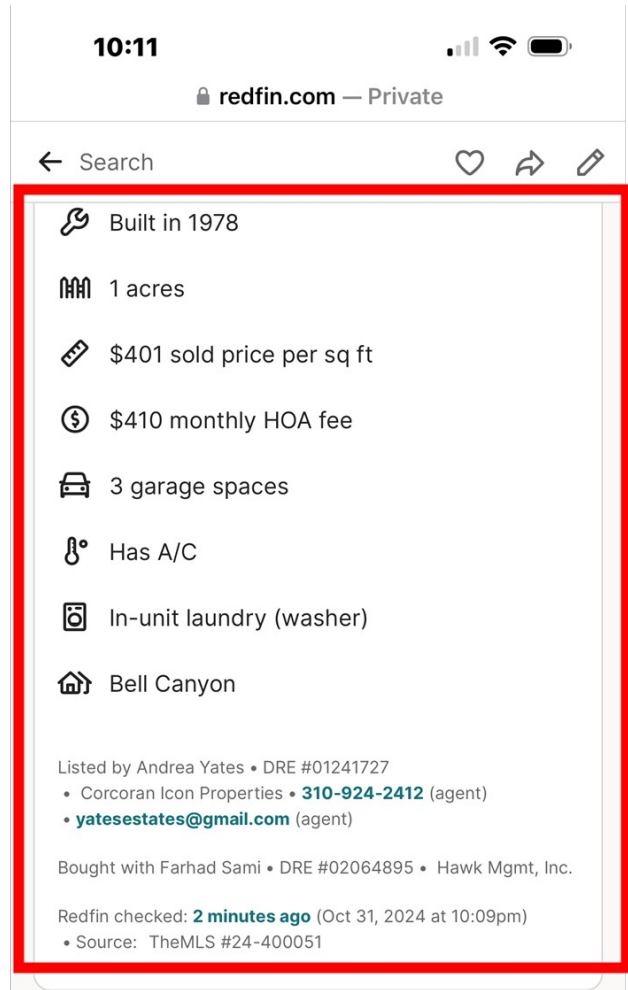 10:11
redfin.com — Private
Search
Built in 1978
1 acres
$401 sold price per sq ft
$410 monthly HOA fee
3 garage spaces
Has A/C
In-unit laundry (washer)
Bell Canyon
Listed by Andrea Yates • DRE #01241727
• Corcoran Icon Properties • 310-924-2412 (agent)
• yatesestates@gmail.com (agent)
Bought with Farhad Sami • DRE #02064895 • Hawk Mgmt, Inc.
Redfin checked: 2 minutes ago (Oct 31, 2024 at 10:09pm)
• Source: TheMLS #24-400051